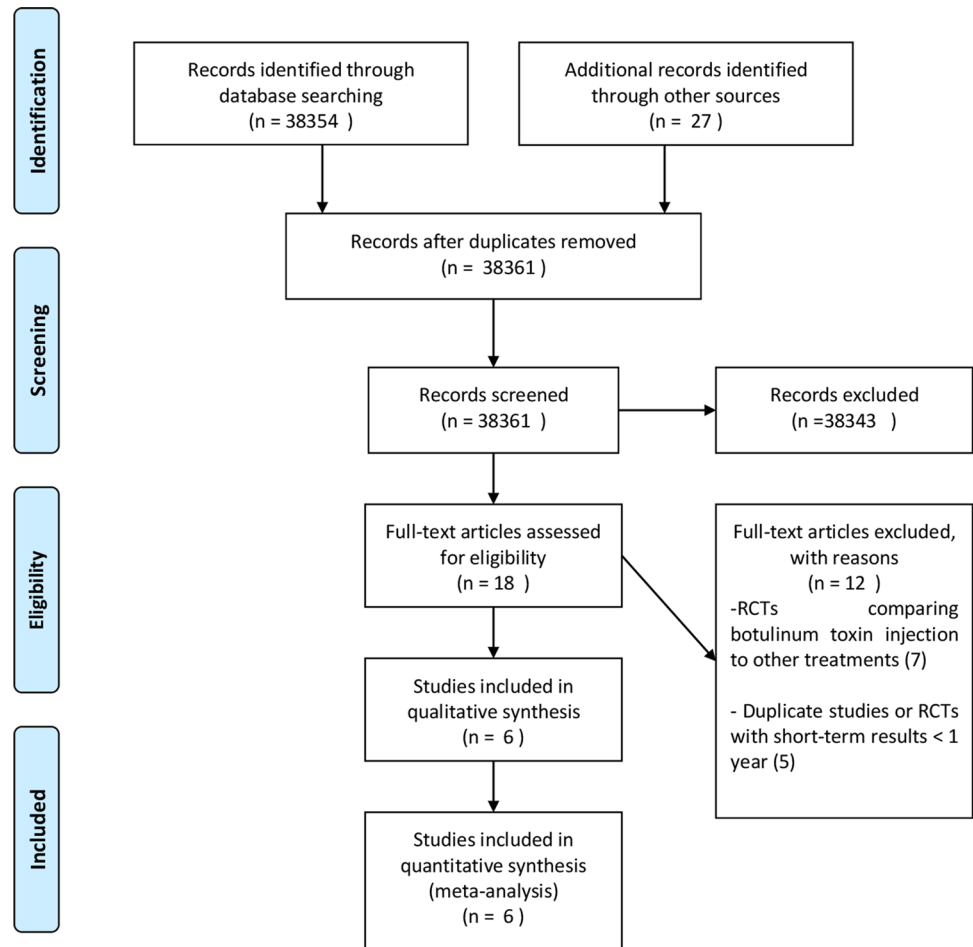 Identification
Records identified through
database searching
(n = 38354 )
Additional records identified
through other sources
(n = 27 )
Records after duplicates removed
(n = 38361 )
Screening
Records screened
(n = 38361 )
Records excluded
(n =38343 )
Eligibility
Full-text articles assessed
for eligibility
(n = 18 )
Full-text articles excluded,
with reasons
(n = 12 )
-RCTs comparing
botulinum toxin injection
to other treatments (7)
- Duplicate studies or RCTs
with short-term results < 1
year (5)
Studies included in
qualitative synthesis
(n = 6 )
Included
Studies included in
quantitative synthesis
(meta-analysis)
(n = 6 )